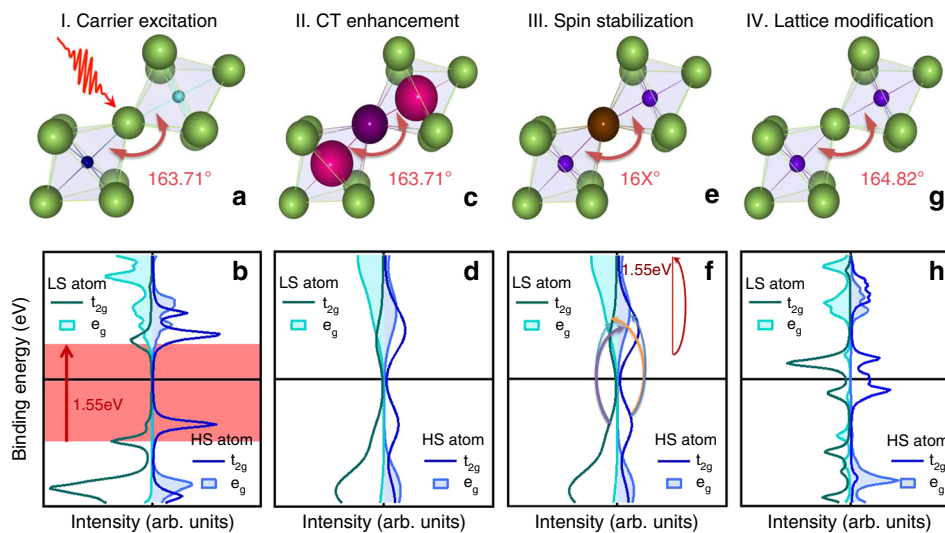 I. Carrier excitation
II. CT enhancement
III. Spin stabilization
IV. Lattice modification
163.71°
a
163.71°
c
16X°
e
164.82°
g
Binding energy (eV)
b
LS atom
t2g
eg
1.55eV
HS atom
t2g
eg
Intensity (arb. units)
d
LS atom
t2g
eg
HS atom
t2g
eg
Intensity (arb. units)
1.55eV
f
LS atom
t2g
eg
HS atom
t2g
eg
Intensity (arb. units)
h
LS atom
t2g
eg
HS atom
t2g
eg
Intensity (arb. units)